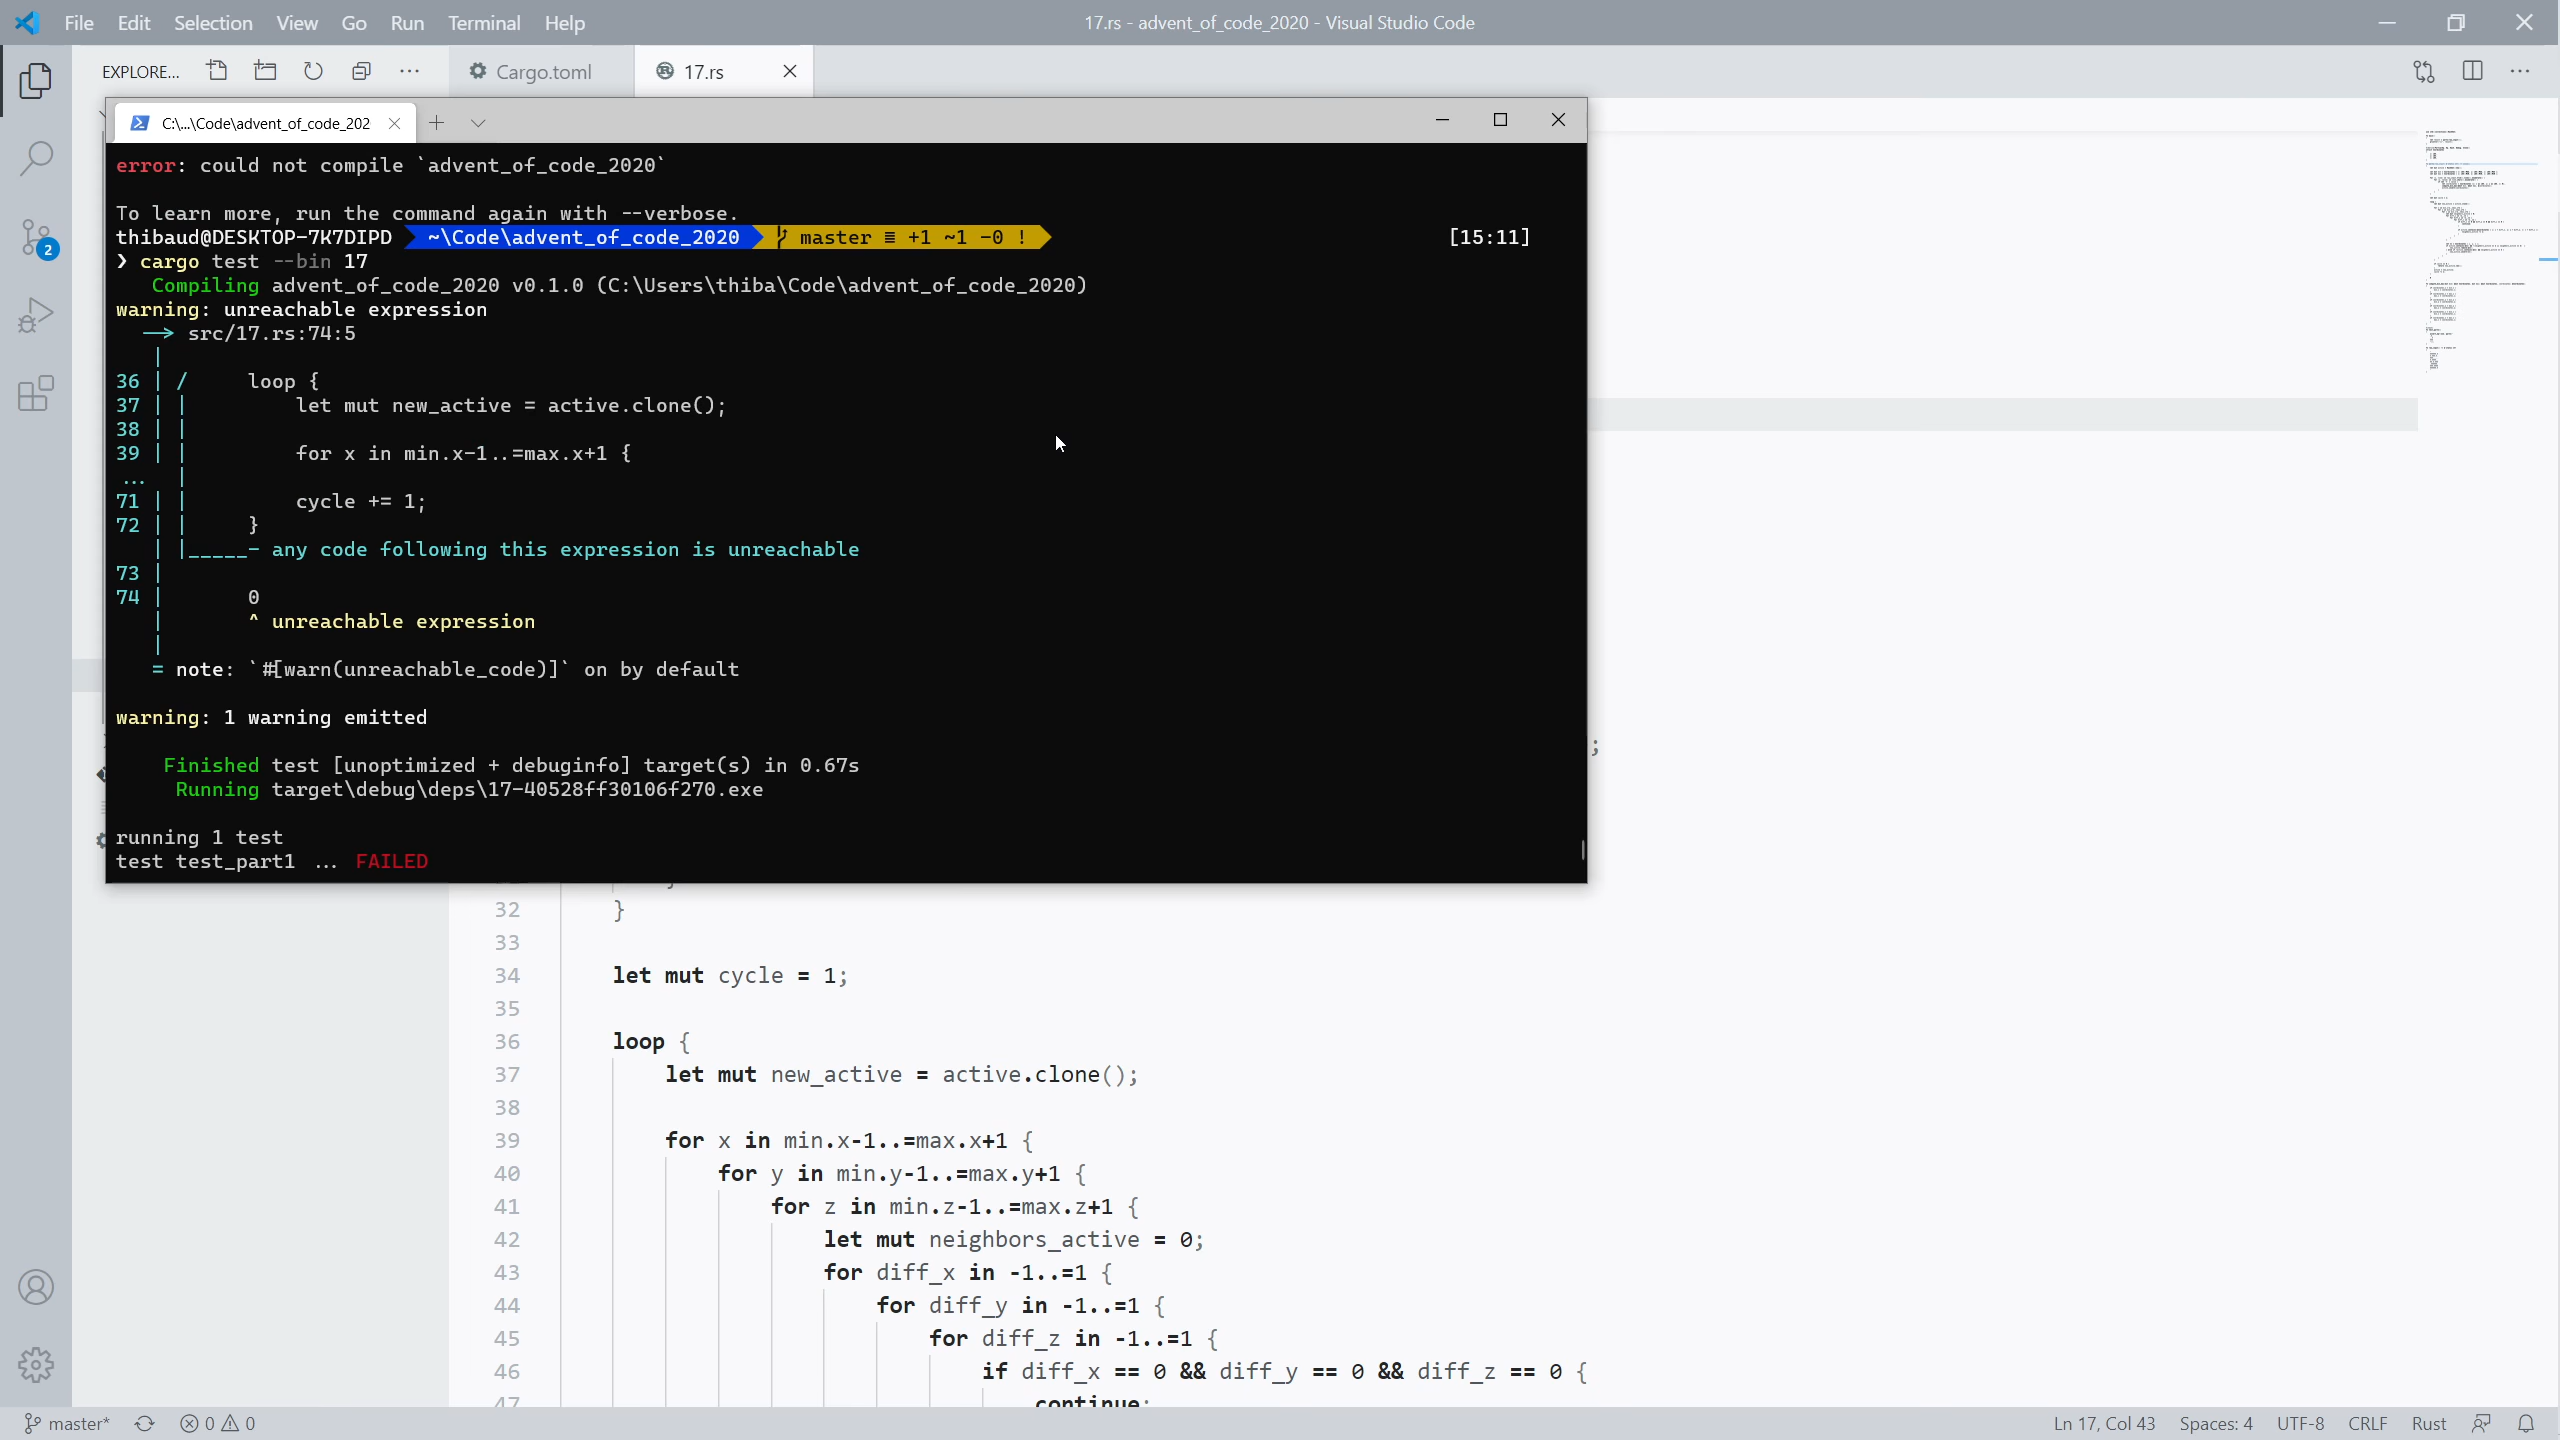 File Edit Selection View Go Run Terminal Help
17.rs - advent_of_code_2020 - Visual Studio Code
EXPLORE...
Cargo.toml
17.rs
C:\...\Code\advent_of_code_202
error: could not compile `advent_of_code_2020`
To learn more, run the command again with --verbose.
thibaud@DESKTOP-7K7DIPD ~\Code\advent_of_code_2020 master ≡ +1 ~1 -0 ! [15:11]
❯ cargo test --bin 17
Compiling advent_of_code_2020 v0.1.0 (C:\Users\thiba\Code\advent_of_code_2020)
warning: unreachable expression
--> src/17.rs:74:5
|
36 | / loop {
37 | | let mut new_active = active.clone();
38 | |
39 | | for x in min.x-1..=max.x+1 {
... |
71 | | cycle += 1;
72 | | }
| |_____- any code following this expression is unreachable
73 |
74 | 0
| ^ unreachable expression
|
= note: `#[warn(unreachable_code)]` on by default
warning: 1 warning emitted
;
Finished test [unoptimized + debuginfo] target(s) in 0.67s
Running target\debug\deps\17-40528ff30106f270.exe
running 1 test
test test_part1 ... FAILED
32 }
33
34 let mut cycle = 1;
35
36 loop {
37 let mut new_active = active.clone();
38
39 for x in min.x-1..=max.x+1 {
40 for y in min.y-1..=max.y+1 {
41 for z in min.z-1..=max.z+1 {
42 let mut neighbors_active = 0;
43 for diff_x in -1..=1 {
44 for diff_y in -1..=1 {
45 for diff_z in -1..=1 {
46 if diff_x == 0 && diff_y == 0 && diff_z == 0 {
47 continue;
2
master* 0 0 Ln 17, Col 43 Spaces: 4 UTF-8 CRLF Rust